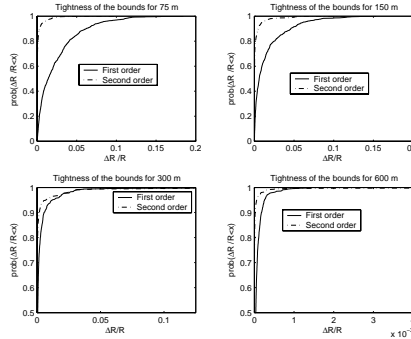 Tightness of the bounds for 75 m
prob(ΔR /R<x)
1
0.8
0.6
0.4
0.2
0
First order
Second order
0
0.05
0.1
0.15
0.2
ΔR /R
Tightness of the bounds for 150 m
prob(ΔR /R<x)
1
0.8
0.6
0.4
0.2
0
First order
Second order
0
0.05
0.1
0.15
ΔR/R
Tightness of the bounds for 300 m
prob(ΔR /R<x)
1
0.9
0.8
0.7
0.6
0.5
First order
Second order
0
0.05
0.1
ΔR/R
Tightness of the bounds for 600 m
prob(ΔR /R<x)
1
0.9
0.8
0.7
0.6
0.5
First order
Second order
0
1
2
3
ΔR/R